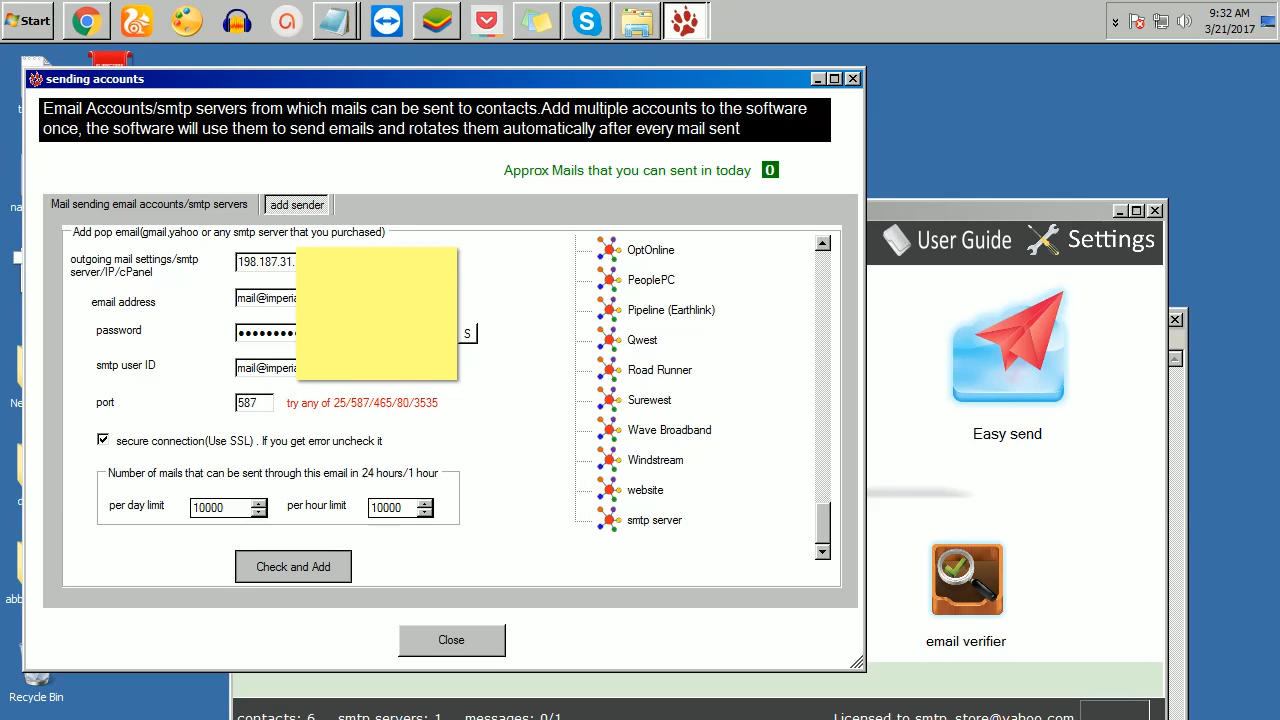 Start
9:32 AM
3/21/2017
sending accounts
Email Accounts/smtp servers from which mails can be sent to contacts.Add multiple accounts to the software
once, the software will use them to send emails and rotates them automatically after every mail sent
Approx Mails that you can sent in today 0
Mail sending email accounts/smtp servers
add sender
Add pop email(gmail,yahoo or any smtp server that you purchased)
outgoing mail settings/smtp
server/IP/cPanel
198.187.31.
email address
mail@imperia
password
S
smtp user ID
mail@imperia
port
587
try any of 25/587/465/80/3535
secure connection(Use SSL) . If you get error uncheck it
Number of mails that can be sent through this email in 24 hours/1 hour
per day limit
10000
per hour limit
10000
Check and Add
OptOnline
PeoplePC
Pipeline (Earthlink)
Qwest
Road Runner
Surewest
Wave Broadband
Windstream
website
smtp server
Close
User Guide
Settings
Easy send
email verifier
Recycle Bin
contacts: 6
smtp servers: 1
messages: 0/1
Licensed to smtp_store@yahoo.com